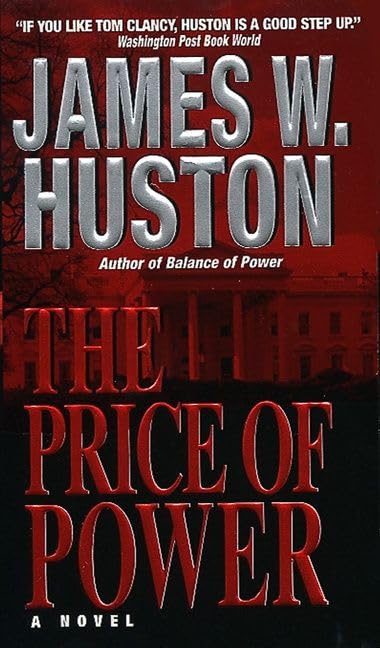 "IF YOU LIKE TOM CLANCY, HUSTON IS A GOOD STEP UP."
Washington Post Book World
JAMES W.
HUSTON
Author of Balance of Power
THE
PRICE OF
POWER
A NOVEL